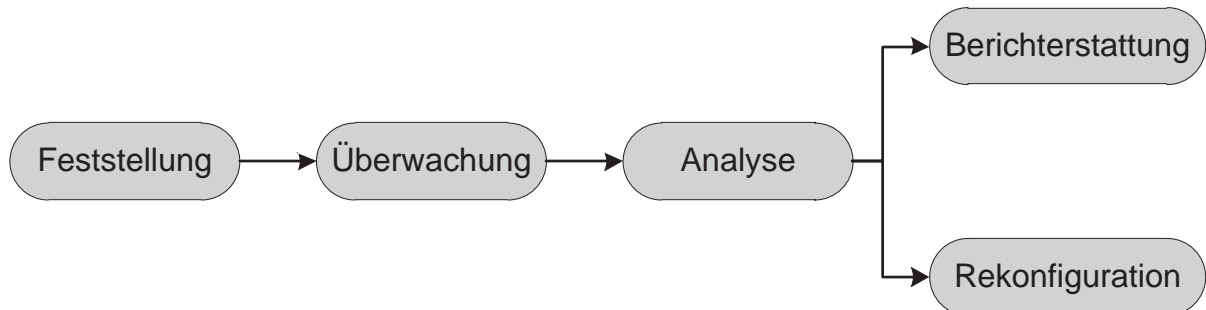 Feststellung
Überwachung
Analyse
Berichterstattung
Rekonfiguration